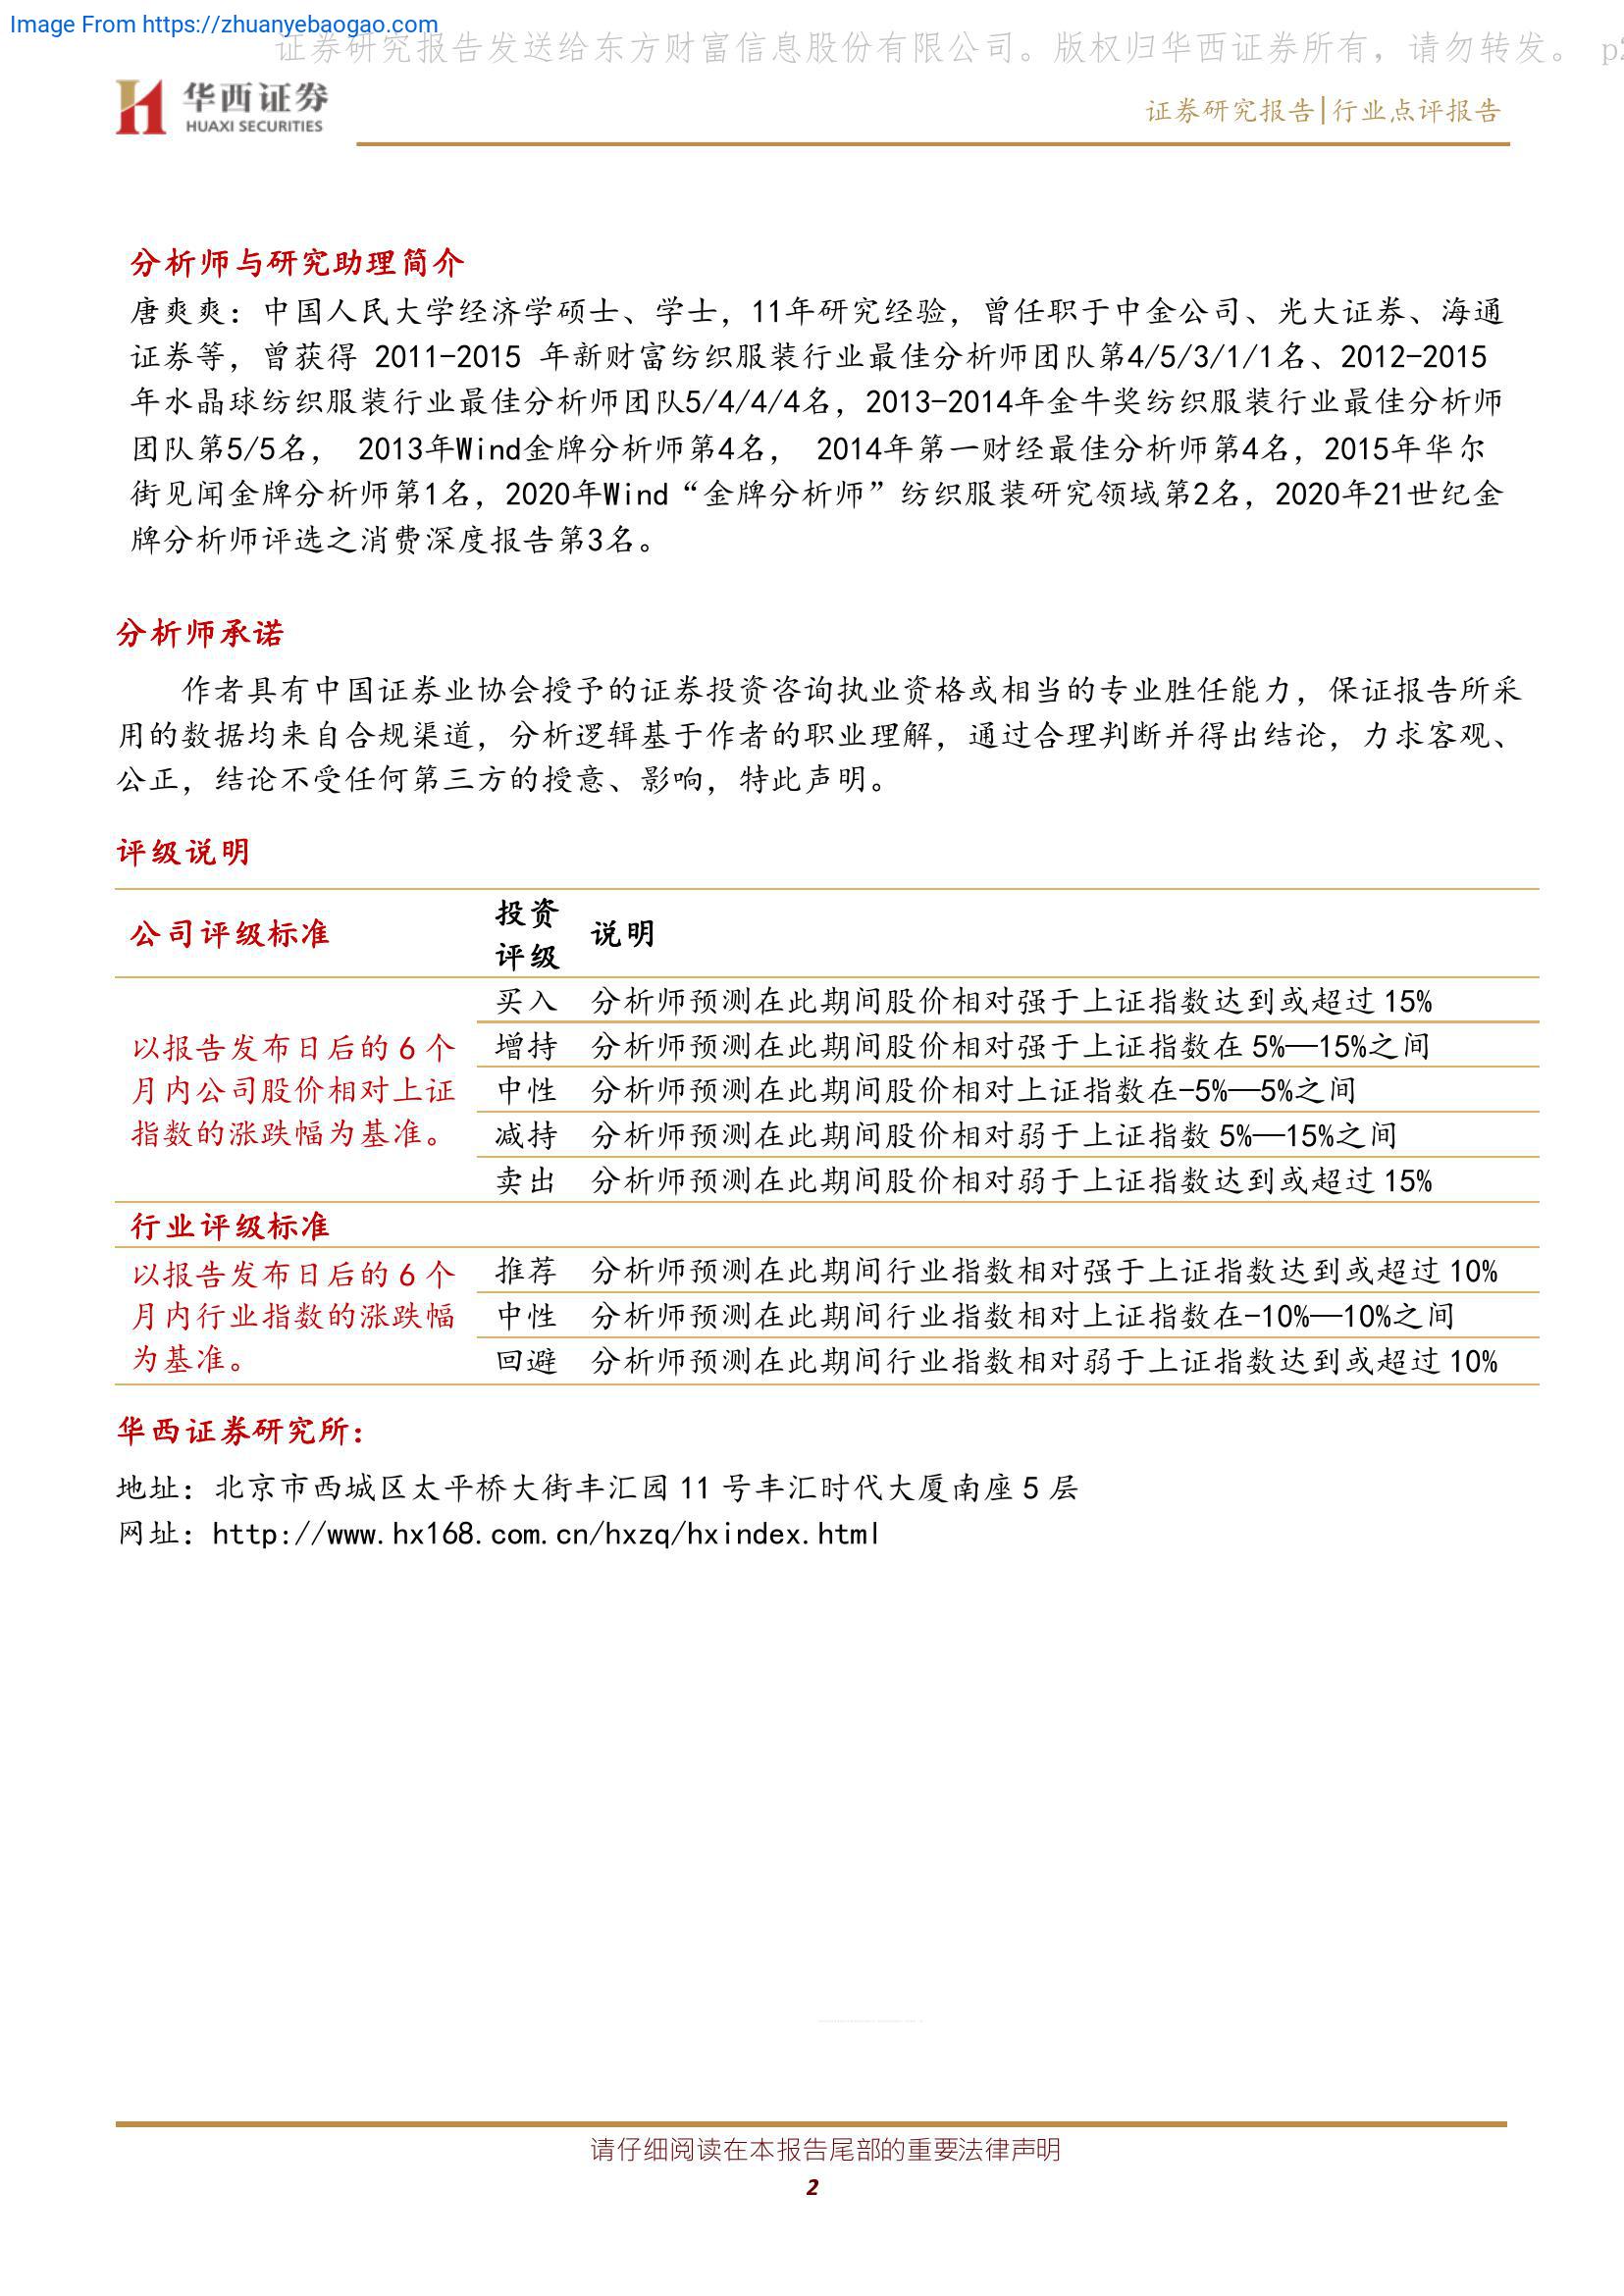 Image From https://zhuanyebaogao.com
证券研究报告发送给东方财富信息股份有限公司。版权归华西证券所有，请勿转发。 p2
华西证券
HUAXI SECURITIES
证券研究报告|行业点评报告
分析师与研究助理简介
唐爽爽：中国人民大学经济学硕士、学士，11年研究经验，曾任职于中金公司、光大证券、海通
证券等，曾获得 2011-2015 年新财富纺织服装行业最佳分析师团队第4/5/3/1/1名、2012-2015
年水晶球纺织服装行业最佳分析师团队5/4/4/4名，2013-2014年金牛奖纺织服装行业最佳分析师
团队第5/5名， 2013年Wind金牌分析师第4名， 2014年第一财经最佳分析师第4名，2015年华尔
街见闻金牌分析师第1名，2020年Wind“金牌分析师”纺织服装研究领域第2名，2020年21世纪金
牌分析师评选之消费深度报告第3名。
分析师承诺
作者具有中国证券业协会授予的证券投资咨询执业资格或相当的专业胜任能力，保证报告所采
用的数据均来自合规渠道，分析逻辑基于作者的职业理解，通过合理判断并得出结论，力求客观、
公正，结论不受任何第三方的授意、影响，特此声明。
评级说明
公司评级标准
投资
评级
说明
以报告发布日后的 6 个
月内公司股价相对上证
指数的涨跌幅为基准。
买入 分析师预测在此期间股价相对强于上证指数达到或超过 15%
增持 分析师预测在此期间股价相对强于上证指数在 5%—15%之间
中性 分析师预测在此期间股价相对上证指数在-5%—5%之间
减持 分析师预测在此期间股价相对弱于上证指数 5%—15%之间
卖出 分析师预测在此期间股价相对弱于上证指数达到或超过 15%
行业评级标准
以报告发布日后的 6 个
月内行业指数的涨跌幅
为基准。
推荐 分析师预测在此期间行业指数相对强于上证指数达到或超过 10%
中性 分析师预测在此期间行业指数相对上证指数在-10%—10%之间
回避 分析师预测在此期间行业指数相对弱于上证指数达到或超过 10%
华西证券研究所：
地址：北京市西城区太平桥大街丰汇园 11 号丰汇时代大厦南座 5 层
网址：http://www.hx168.com.cn/hxzq/hxindex.html
请仔细阅读在本报告尾部的重要法律声明
2